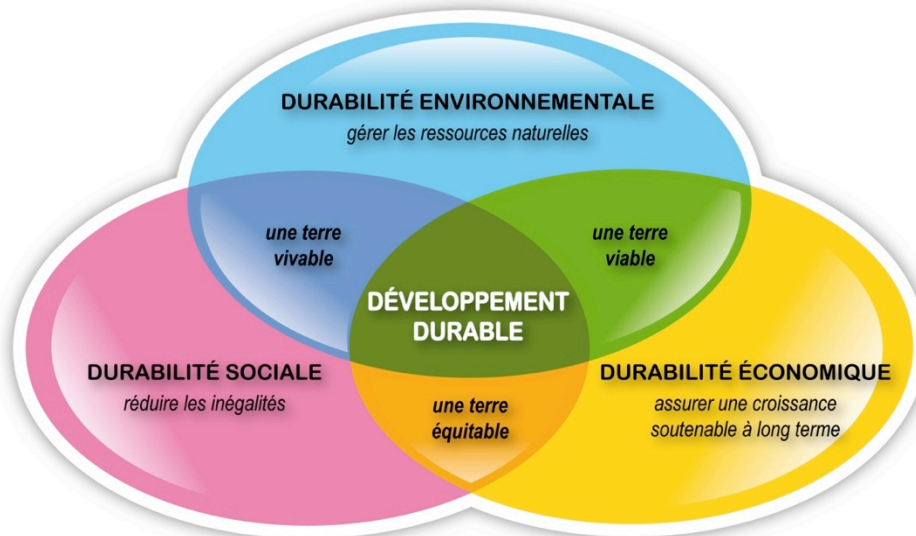 DURABILITÉ ENVIRONNEMENTALE
gérer les ressources naturelles
une terre
vivable
une terre
viable
DÉVELOPPEMENT
DURABLE
DURABILITÉ SOCIALE
réduire les inégalités
DURABILITÉ ÉCONOMIQUE
assurer une croissance
soutenable à long terme
une terre
équitable